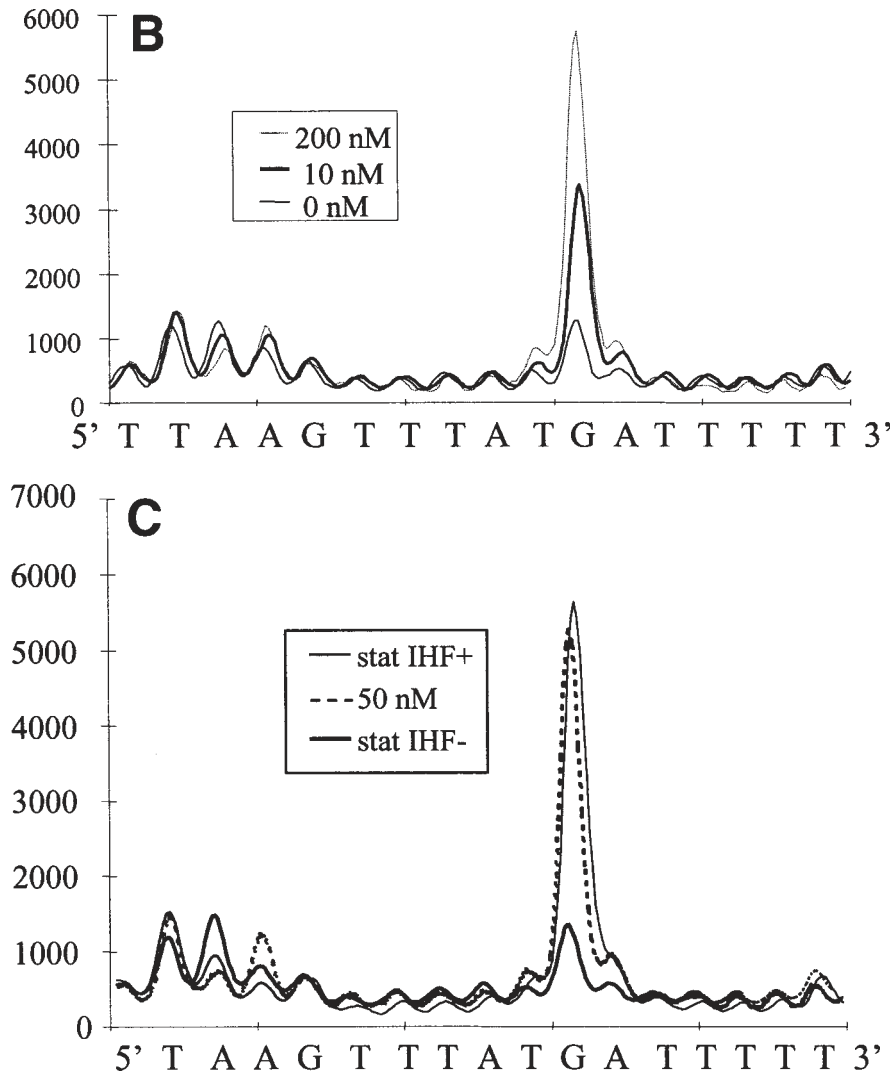 B
6000
5000
4000
3000
2000
1000
0
200 nM
10 nM
0 nM
5' T T A A G T T T A T G A T T T T T 3'
C
7000
6000
5000
4000
3000
2000
1000
0
stat IHF+
50 nM
stat IHF-
5' T A A G T T T A T G A T T T T T 3'